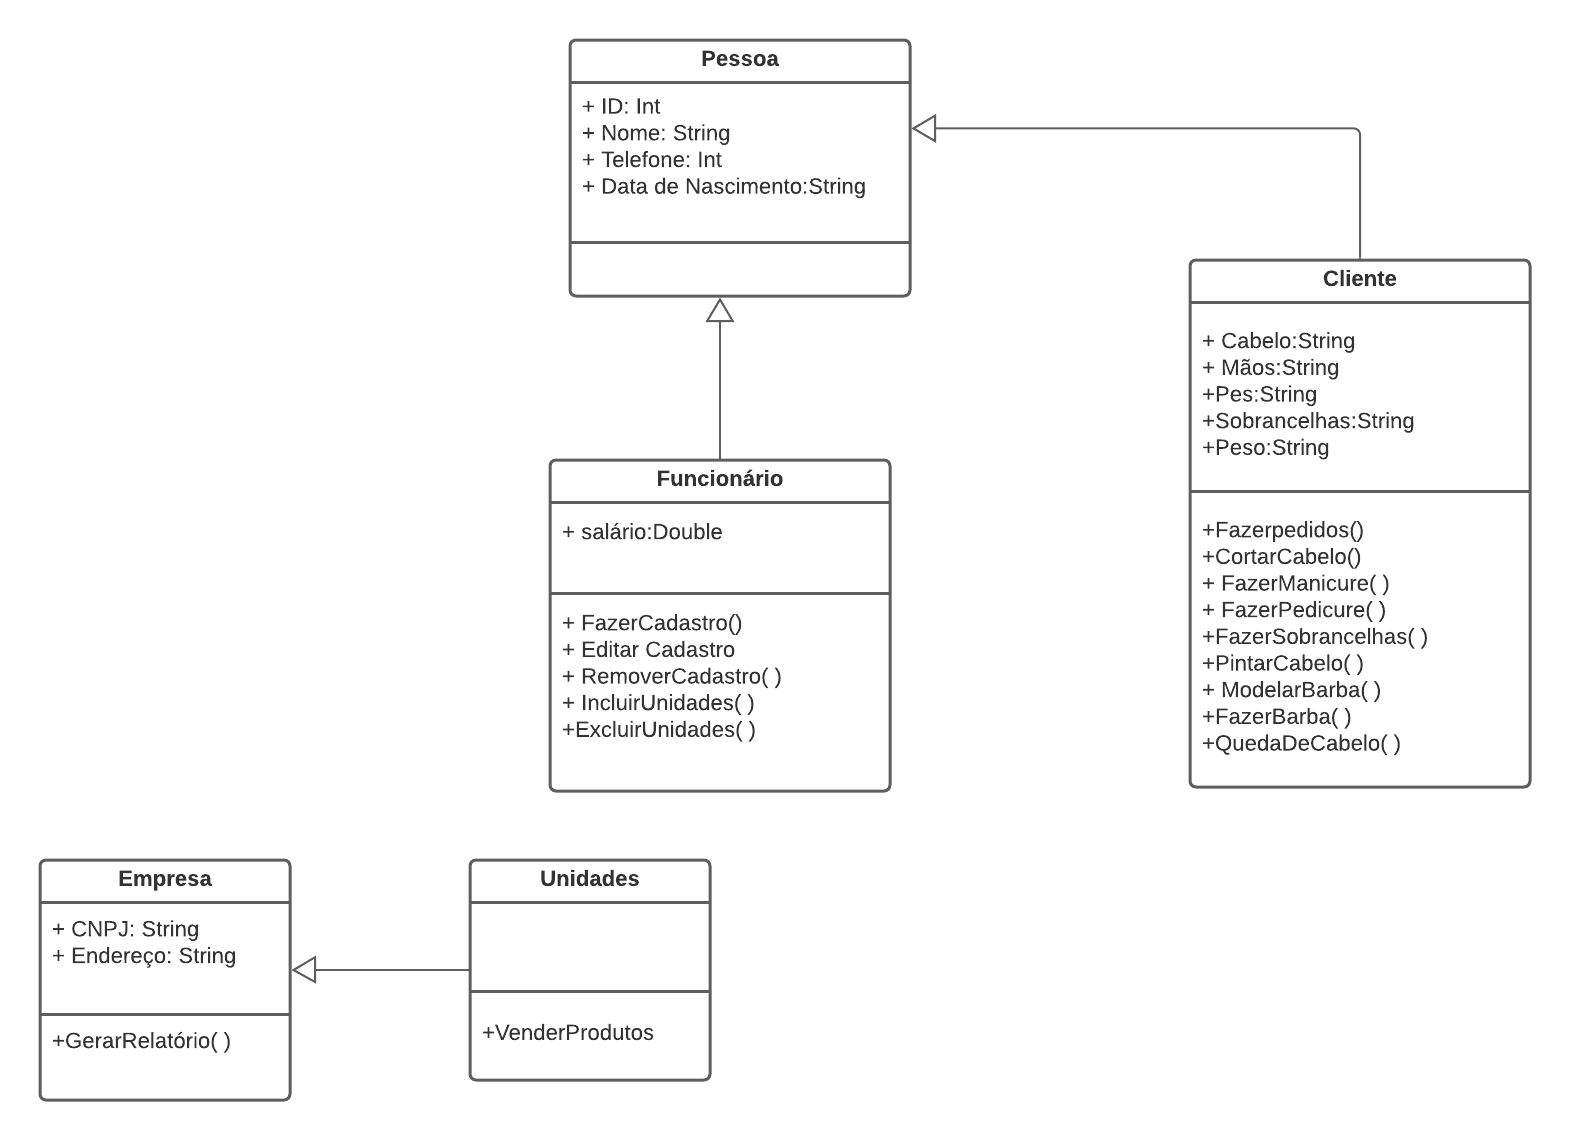 Pessoa
+ ID: Int
+ Nome: String
+ Telefone: Int
+ Data de Nascimento:String
Cliente
+ Cabelo:String
+ Mãos:String
+Pes:String
+Sobrancelhas:String
+Peso:String
+Fazerpedidos()
+CortarCabelo()
+ FazerManicure( )
+ FazerPedicure( )
+FazerSobrancelhas( )
+PintarCabelo( )
+ ModelarBarba( )
+FazerBarba( )
+QuedaDeCabelo( )
Funcionário
+ salário:Double
+ FazerCadastro()
+ Editar Cadastro
+ RemoverCadastro( )
+ IncluirUnidades( )
+ExcluirUnidades( )
Empresa
+ CNPJ: String
+ Endereço: String
+GerarRelatório( )
Unidades
+VenderProdutos